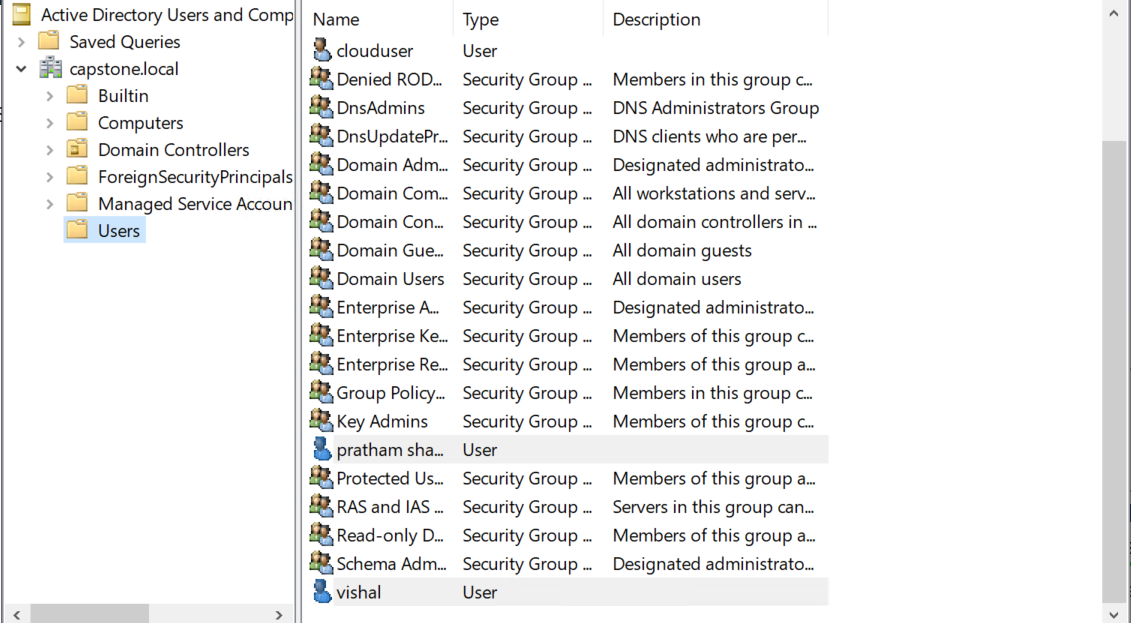 Active Directory Users and Comp
Saved Queries
capstone.local
Builtin
Computers
Domain Controllers
ForeignSecurityPrincipals
Managed Service Accoun
Users
Name Type Description
clouduser User
Denied ROD... Security Group ... Members in this group c...
DnsAdmins Security Group ... DNS Administrators Group
DnsUpdatePr... Security Group ... DNS clients who are per...
Domain Adm... Security Group ... Designated administrato...
Domain Com... Security Group ... All workstations and serv...
Domain Con... Security Group ... All domain controllers in ...
Domain Gue... Security Group ... All domain guests
Domain Users Security Group ... All domain users
Enterprise A... Security Group ... Designated administrato...
Enterprise Ke... Security Group ... Members of this group c...
Enterprise Re... Security Group ... Members of this group a...
Group Policy... Security Group ... Members in this group c...
Key Admins Security Group ... Members of this group c...
pratham sha... User
Protected Us... Security Group ... Members of this group a...
RAS and IAS ... Security Group ... Servers in this group can...
Read-only D... Security Group ... Members of this group a...
Schema Adm... Security Group ... Designated administrato...
vishal User